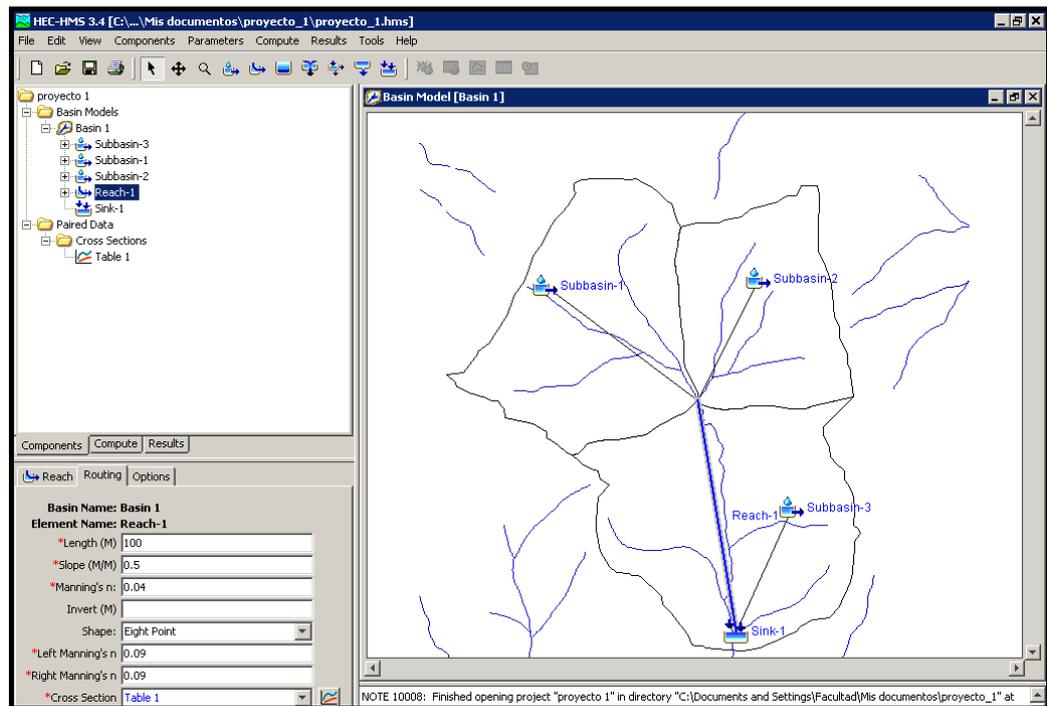 HEC-HMS 3.4 [C:\...\Mis documentos\proyecto_1\proyecto_1.hms]
File Edit View Components Parameters Compute Results Tools Help
proyecto 1
Basin Models
Basin 1
Subbasin-3
Subbasin-1
Subbasin-2
Reach-1
Sink-1
Paired Data
Cross Sections
Table 1
Components Compute Results
Reach Routing Options
Basin Name: Basin 1
Element Name: Reach-1
*Length (M) 100
*Slope (M/M) 0.5
*Manning's n: 0.04
Invert (M)
Shape: Eight Point
*Left Manning's n 0.09
*Right Manning's n 0.09
*Cross Section Table 1
Basin Model [Basin 1]
Subbasin-1
Subbasin-2
Reach-1
Subbasin-3
Sink-1
NOTE 10008: Finished opening project "proyecto 1" in directory "C:\Documents and Settings\Facultad\Mis documentos\proyecto_1" at